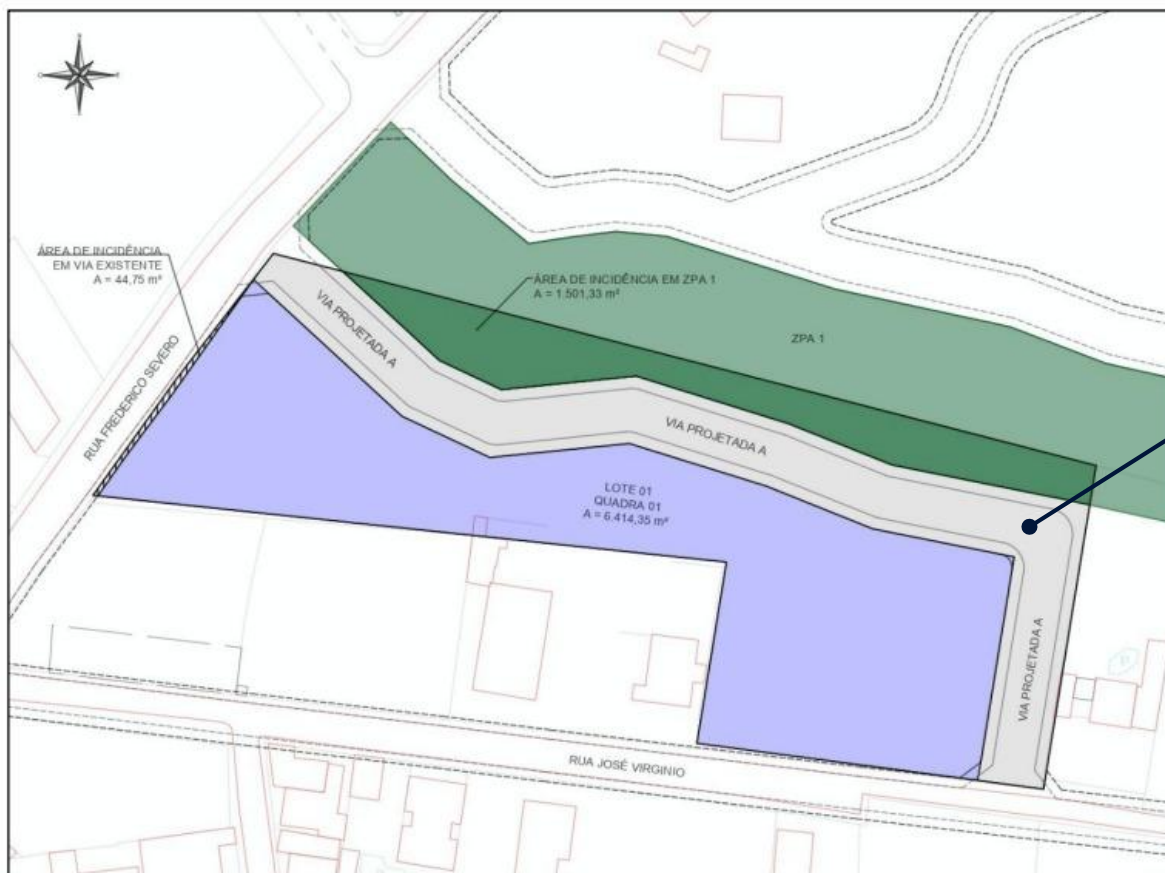 ÁREA DE INCIDÊNCIA
EM VIA EXISTENTE
A = 44,75 m²
ÁREA DE INCIDÊNCIA EM ZPA 1
A = 1.501,33 m²
VIA PROJETADA A
ZPA 1
RUA FREDERICO SEVERO
VIA PROJETADA A
LOTE 01
QUADRA 01
A = 6.414,35 m²
VIA PROJETADA A
RUA JOSÉ VIRGINIO